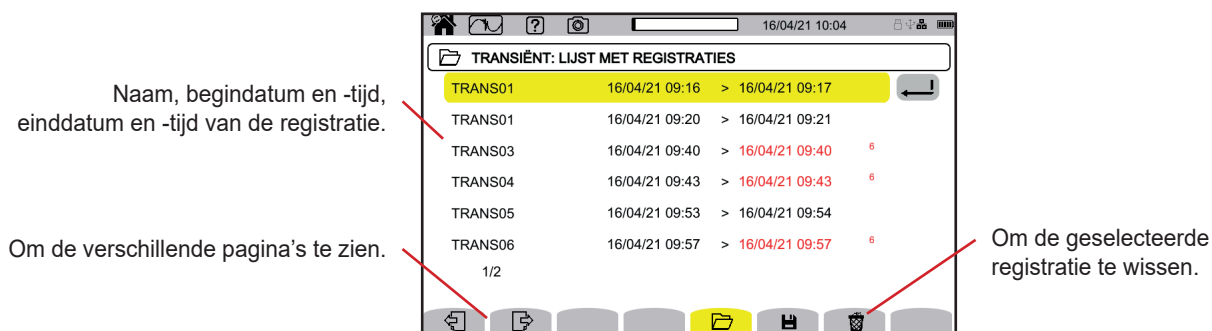 16/04/21 10:04
TRANSIËNT: LIJST MET REGISTRATIES
TRANS01 16/04/21 09:16 > 16/04/21 09:17
TRANS01 16/04/21 09:20 > 16/04/21 09:21
TRANS03 16/04/21 09:40 > 16/04/21 09:40 6
TRANS04 16/04/21 09:43 > 16/04/21 09:43 6
TRANS05 16/04/21 09:53 > 16/04/21 09:54
TRANS06 16/04/21 09:57 > 16/04/21 09:57 6
1/2
Naam, begindatum en -tijd,
einddatum en -tijd van de registratie.
Om de verschillende pagina’s te zien.
Om de geselecteerde
registratie te wissen.